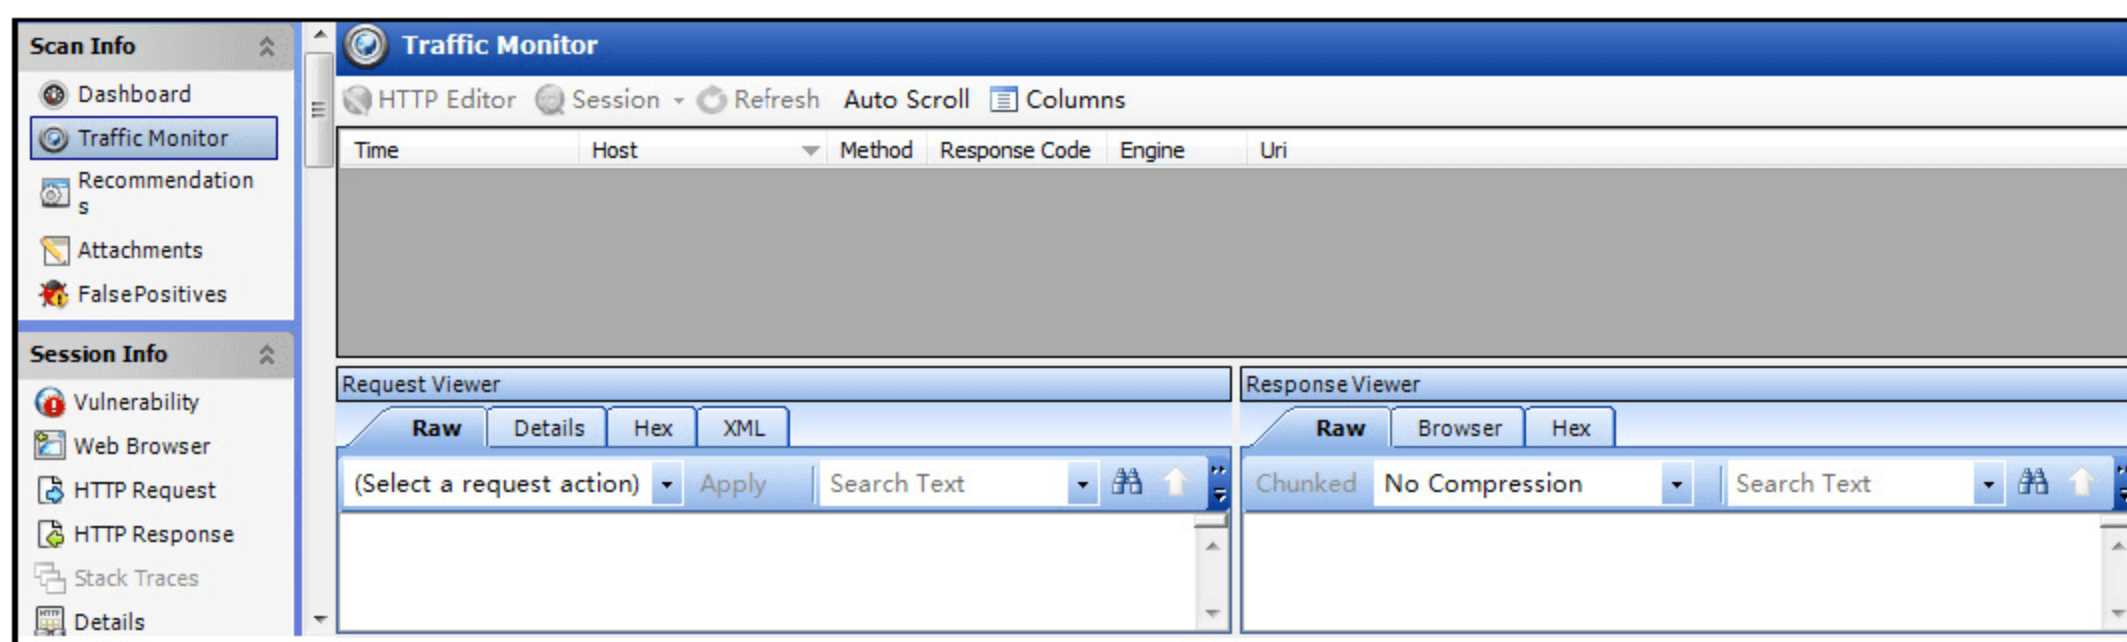 Scan Info
Dashboard
Traffic Monitor
Recommendation
s
Attachments
FalsePositives
Session Info
Vulnerability
Web Browser
HTTP Request
HTTP Response
Stack Traces
Details
Traffic Monitor
HTTP Editor Session Refresh Auto Scroll Columns
Time Host Method Response Code Engine Uri
Request Viewer
Raw Details Hex XML
(Select a request action) Apply Search Text
Response Viewer
Raw Browser Hex
Chunked No Compression Search Text